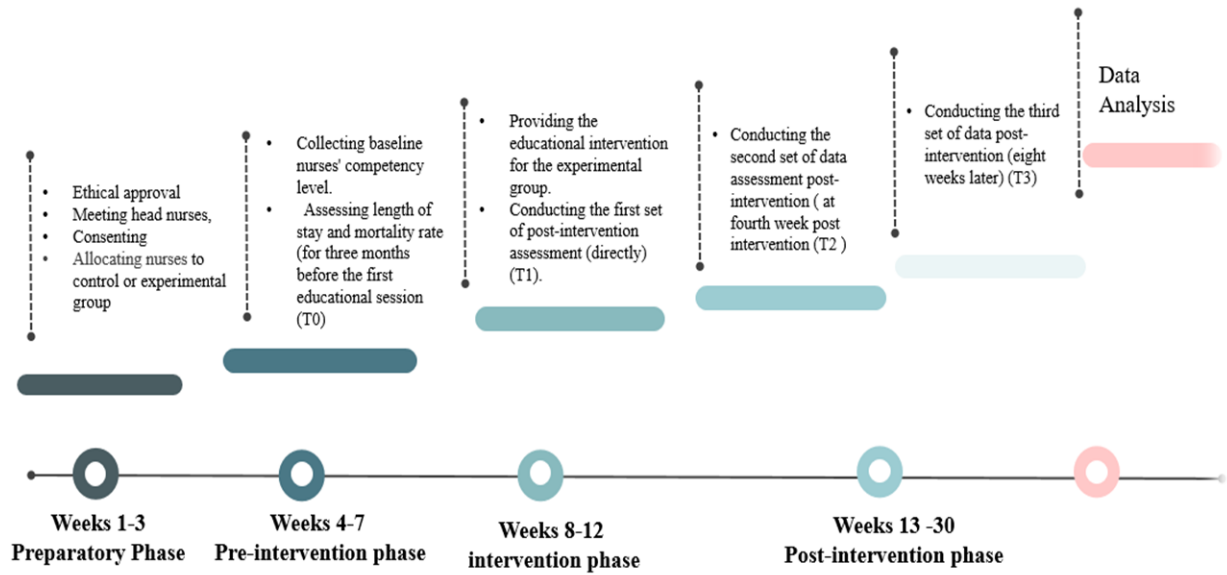 • Ethical approval
• Meeting head nurses,
• Consenting
• Allocating nurses to
control or experimental
group
• Collecting baseline
nurses' competency
level.
• Assessing length of
stay and mortality rate
(for three months
before the first
educational session
(T0)
• Providing the
educational intervention
for the experimental
group.
• Conducting the first set
of post-intervention
assessment (directly)
(T1).
• Conducting the
second set of data
assessment post-
intervention ( at
fourth week post
intervention (T2 )
• Conducting the third
set of data post-
intervention (eight
weeks later) (T3)
Data
Analysis
Weeks 1-3
Preparatory Phase
Weeks 4-7
Pre-intervention phase
Weeks 8-12
intervention phase
Weeks 13 -30
Post-intervention phase